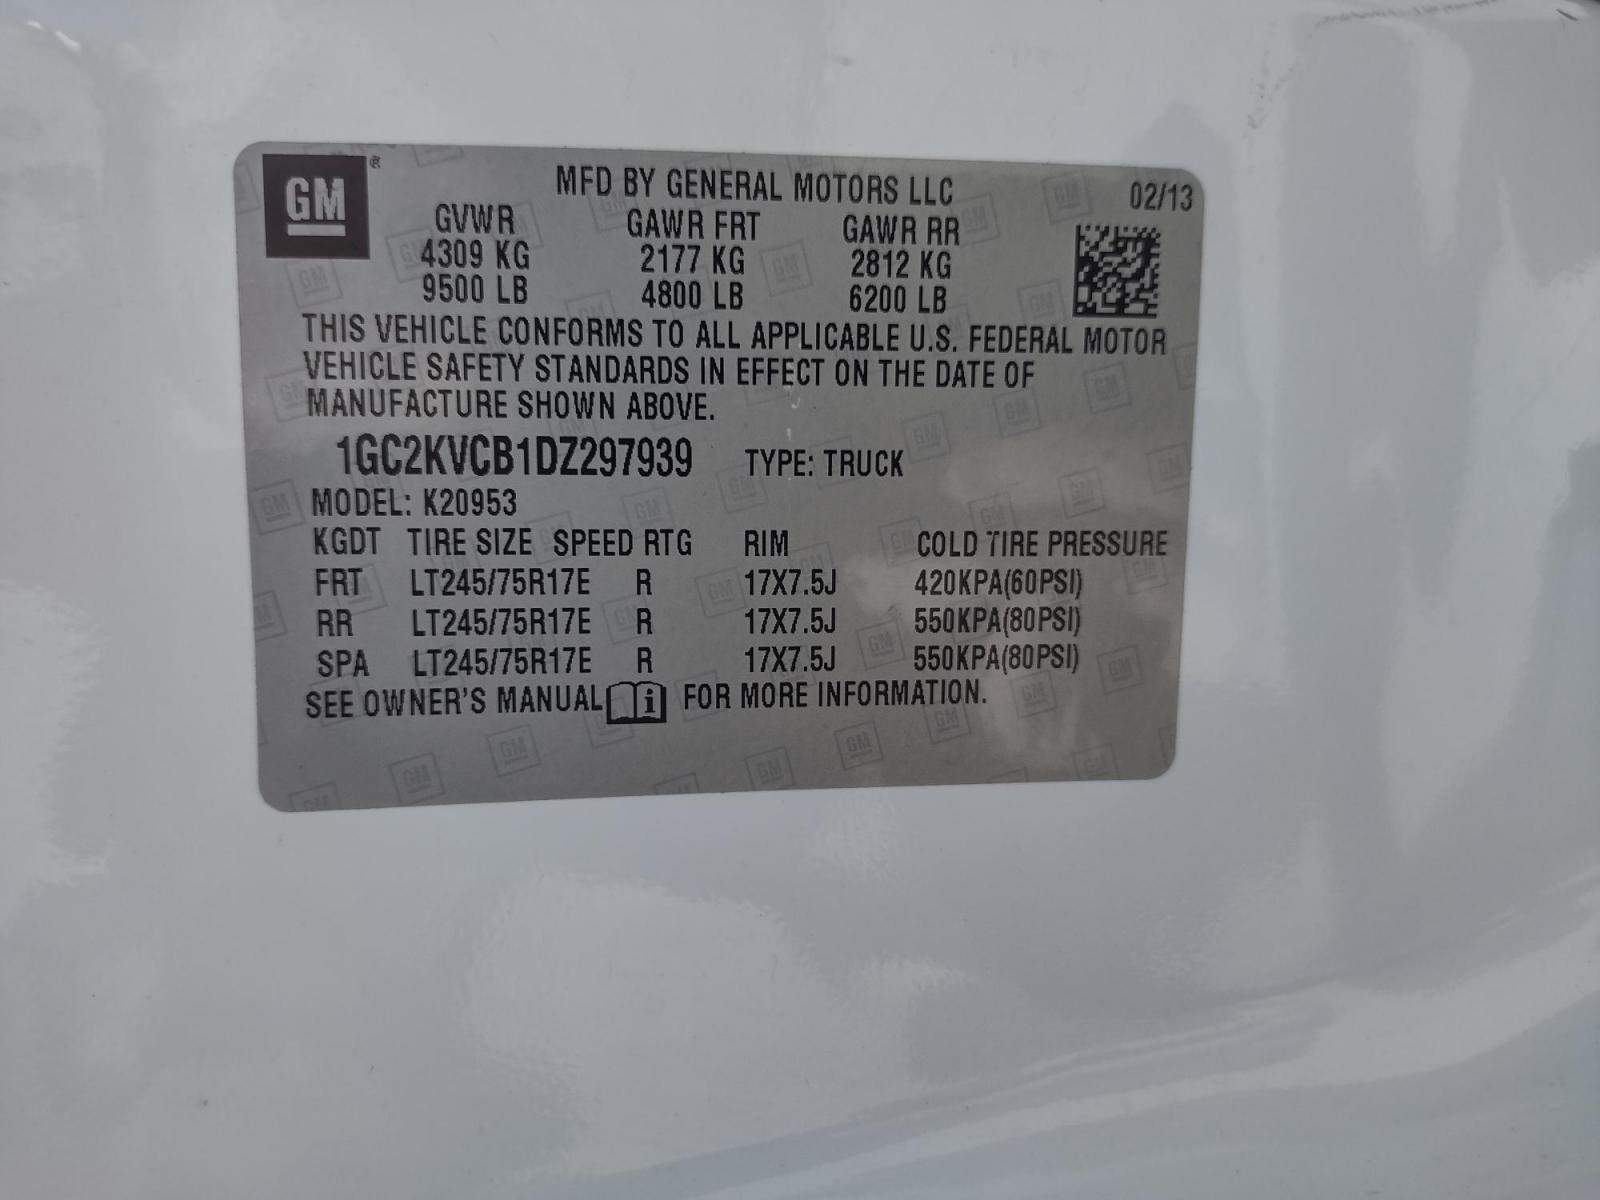 GM ®
MFD BY GENERAL MOTORS LLC 02/13
GVWR GAWR FRT GAWR RR
4309 KG 2177 KG 2812 KG
9500 LB 4800 LB 6200 LB
THIS VEHICLE CONFORMS TO ALL APPLICABLE U.S. FEDERAL MOTOR
VEHICLE SAFETY STANDARDS IN EFFECT ON THE DATE OF
MANUFACTURE SHOWN ABOVE.
1GC2KVCB1DZ297939 TYPE: TRUCK
MODEL: K20953
KGDT TIRE SIZE SPEED RTG RIM COLD TIRE PRESSURE
FRT LT245/75R17E R 17X7.5J 420KPA(60PSI)
RR LT245/75R17E R 17X7.5J 550KPA(80PSI)
SPA LT245/75R17E R 17X7.5J 550KPA(80PSI)
SEE OWNER'S MANUAL i FOR MORE INFORMATION.